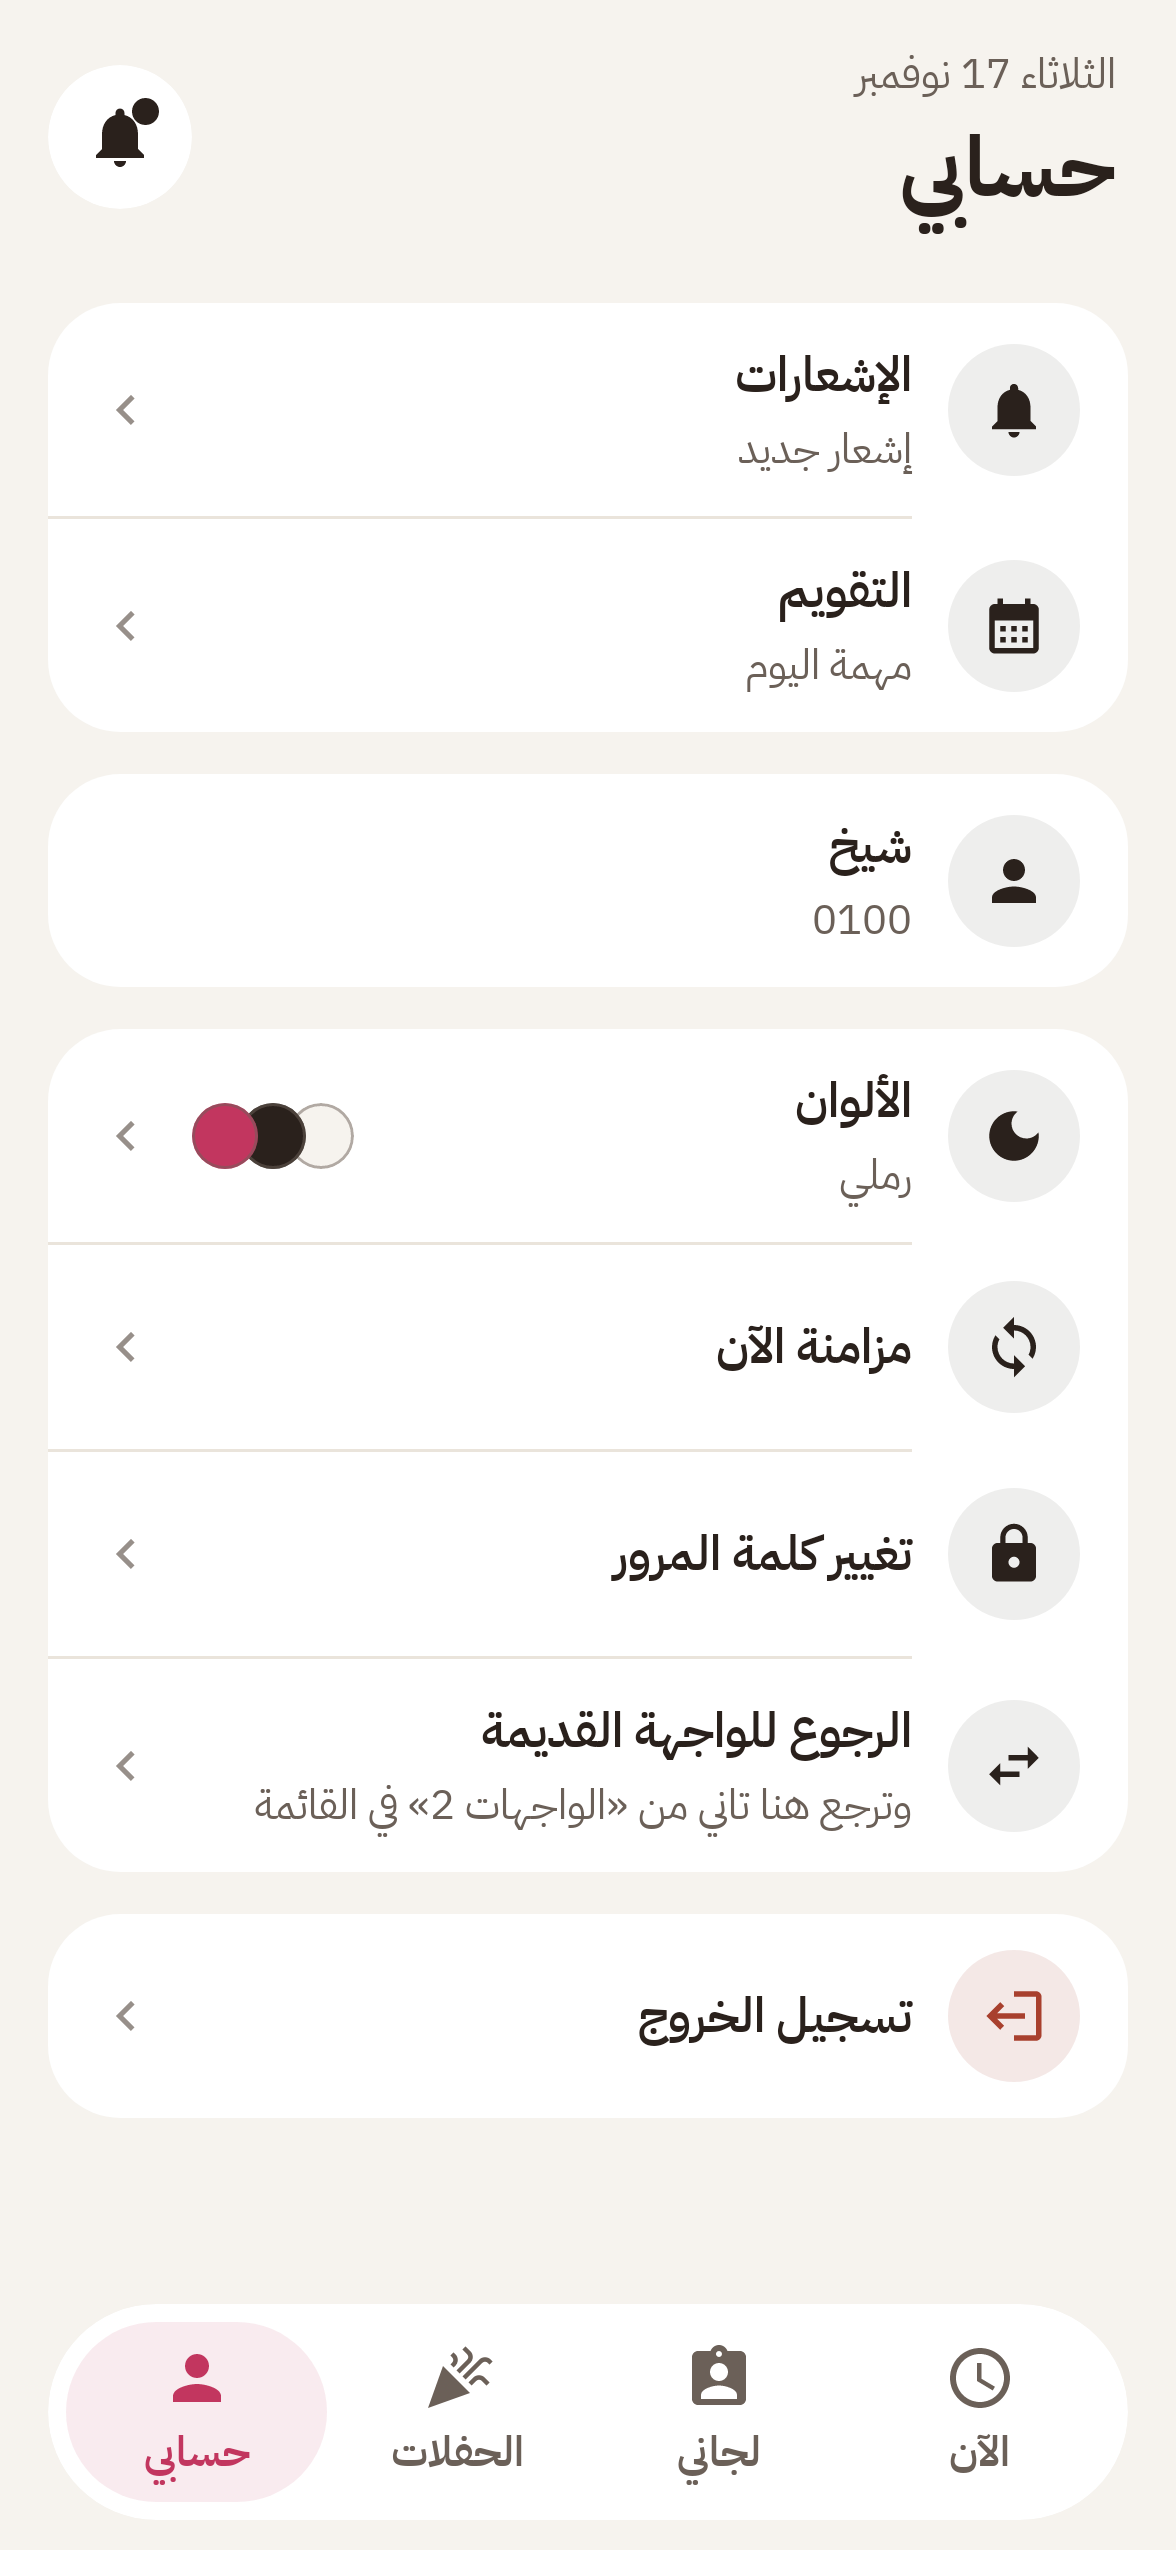 الثلاثاء 17 نوفمبر
حسابي
الإشعارات
إشعار جديد
التقويم
مهمة اليوم
شيخ
0100
الألوان
رملي
مزامنة الآن
تغيير كلمة المرور
الرجوع للواجهة القديمة
وترجع هنا تاني من «الواجهات 2» في القائمة
تسجيل الخروج
الآن
لجاني
الحفلات
حسابي